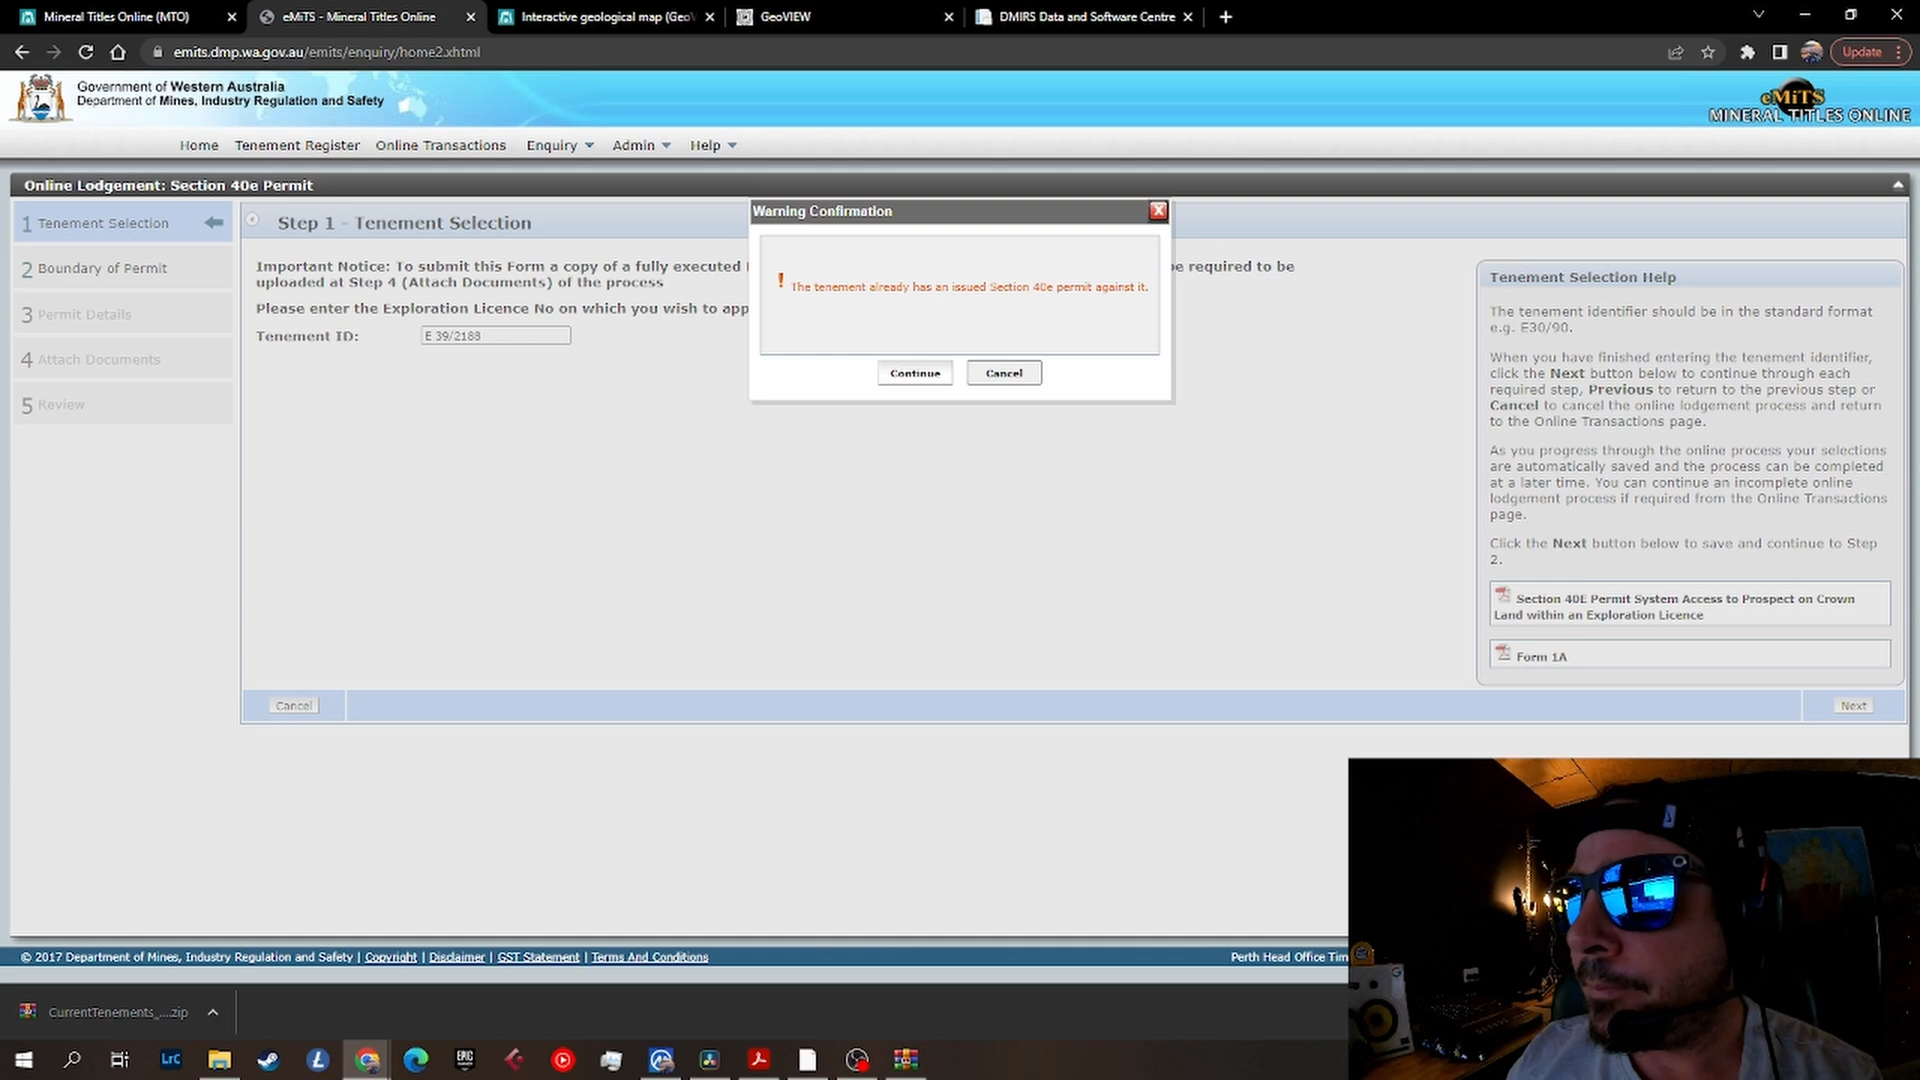 Mineral Titles Online (MTO)
eMiTS - Mineral Titles Online
Interactive geological map (GeoV
GeoVIEW
DMIRS Data and Software Centre
emits.dmp.wa.gov.au/emits/enquiry/home2.xhtml
Update
Government of Western Australia
Department of Mines, Industry Regulation and Safety
eMiTS
MINERAL TITLES ONLINE
Home Tenement Register Online Transactions Enquiry Admin Help
Online Lodgement: Section 40e Permit
1 Tenement Selection
2 Boundary of Permit
3 Permit Details
4 Attach Documents
5 Review
Step 1 - Tenement Selection
Important Notice: To submit this Form a copy of a fully executed
e required to be
uploaded at Step 4 (Attach Documents) of the process
Please enter the Exploration Licence No on which you wish to app
Tenement ID: E 39/2188
Warning Confirmation
! The tenement already has an issued Section 40e permit against it.
Continue Cancel
Tenement Selection Help
The tenement identifier should be in the standard format
e.g. E30/90.
When you have finished entering the tenement identifier,
click the Next button below to continue through each
required step, Previous to return to the previous step or
Cancel to cancel the online lodgement process and return
to the Online Transactions page.
As you progress through the online process your selections
are automatically saved and the process can be completed
at a later time. You can continue an incomplete online
lodgement process if required from the Online Transactions
page.
Click the Next button below to save and continue to Step
2.
Section 40E Permit System Access to Prospect on Crown
Land within an Exploration Licence
Form 1A
Cancel
Next
© 2017 Department of Mines, Industry Regulation and Safety | Copyright | Disclaimer | GST Statement | Terms And Conditions
Perth Head Office Tim
CurrentTenements_....zip
LrC
EPIC